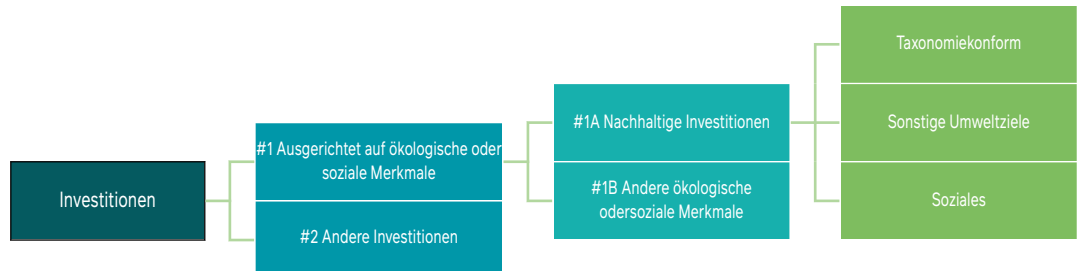 Investitionen
#1 Ausgerichtet auf ökologische oder
soziale Merkmale
#2 Andere Investitionen
#1A Nachhaltige Investitionen
#1B Andere ökologische
odersoziale Merkmale
Taxonomiekonform
Sonstige Umweltziele
Soziales